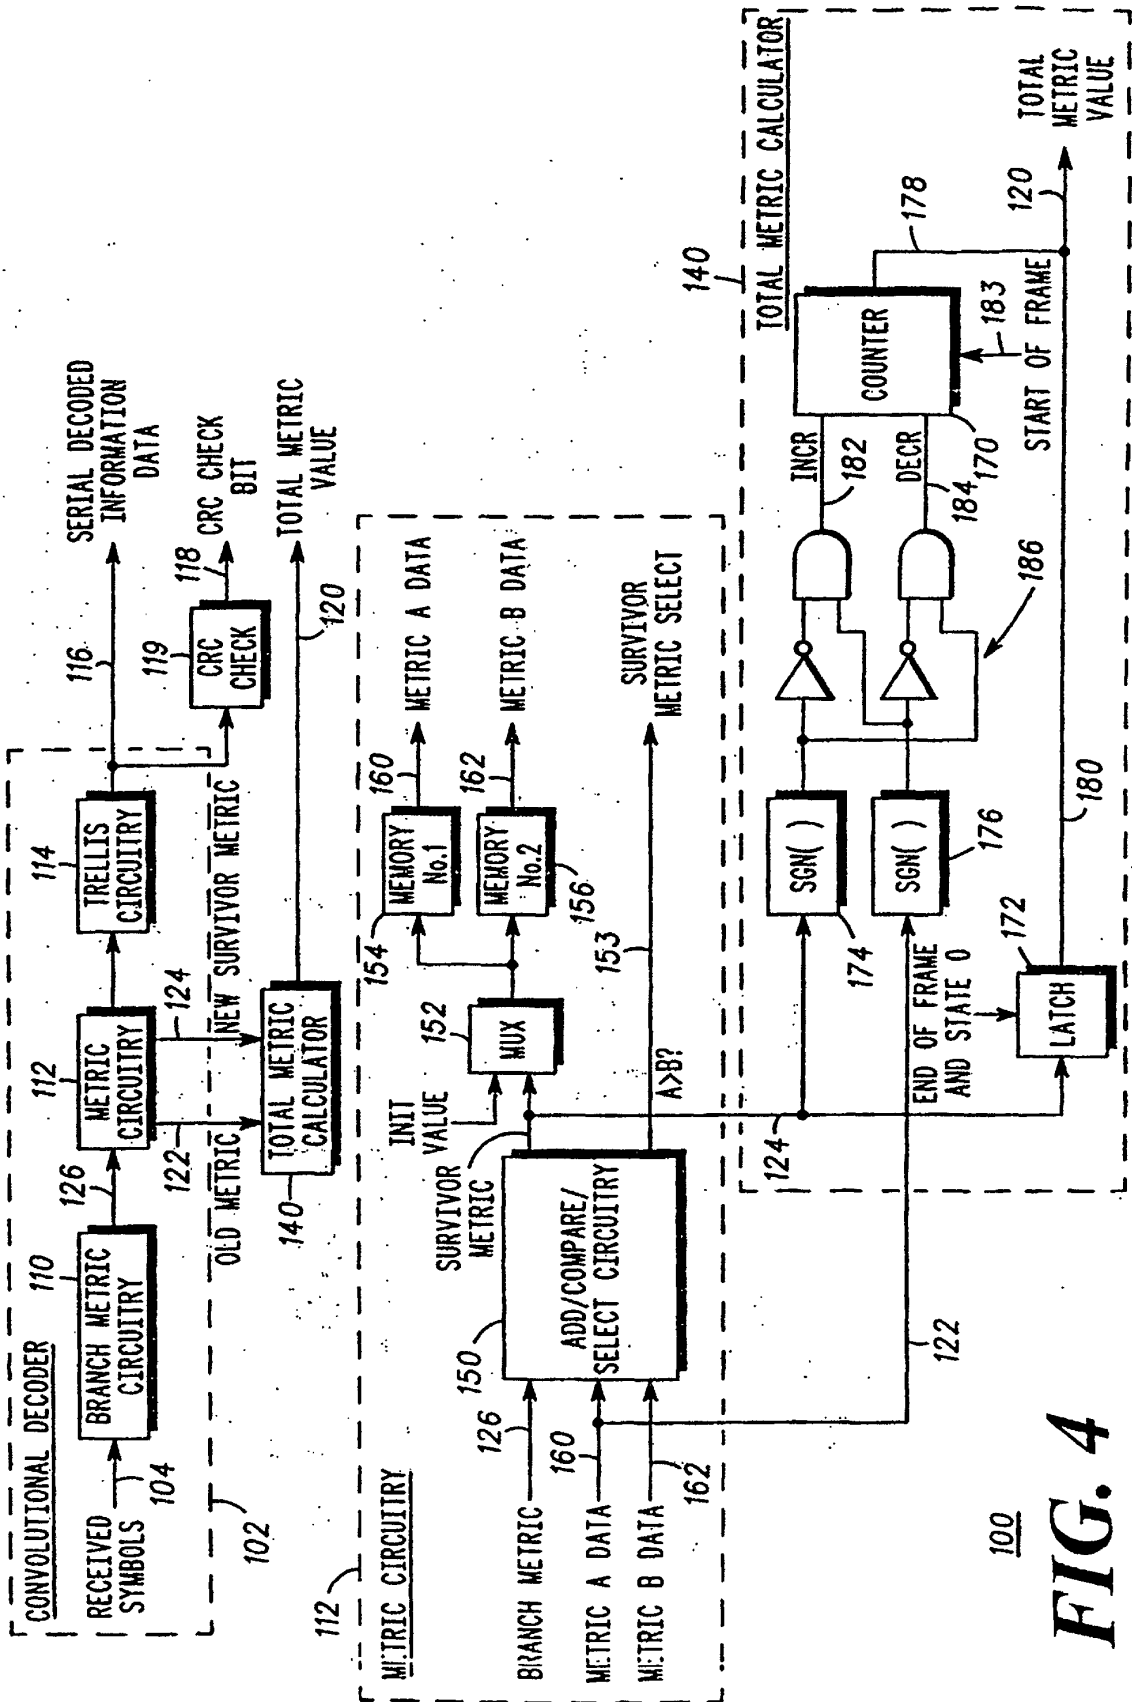 CONVOLUTIONAL DECODER
RECEIVED
SYMBOLS
104
102
110
BRANCH METRIC
CIRCUITRY
126
112
METRIC
CIRCUITRY
114
TRELLIS
CIRCUITRY
116
SERIAL DECODED
INFORMATION
DATA
119
CRC
CHECK
118
CRC CHECK
BIT
122
OLD METRIC
124
NEW SURVIVOR METRIC
140
TOTAL METRIC
CALCULATOR
120
TOTAL METRIC
VALUE
112
METRIC CIRCUITRY
BRANCH METRIC
METRIC A DATA
METRIC B DATA
126
160
162
150
ADD/COMPARE/
SELECT CIRCUITRY
SURVIVOR
METRIC
INIT
VALUE
152
MUX
154
MEMORY
No.1
160
METRIC A DATA
MEMORY
No.2
156
162
METRIC B DATA
A>B?
153
SURVIVOR
METRIC SELECT
122
124
140
TOTAL METRIC CALCULATOR
SGN( )
174
SGN( )
176
END OF FRAME
AND STATE 0
172
LATCH
180
186
INCR
182
DECR
184
COUNTER
170
178
183
START OF FRAME
120
TOTAL
METRIC
VALUE
100
FIG. 4